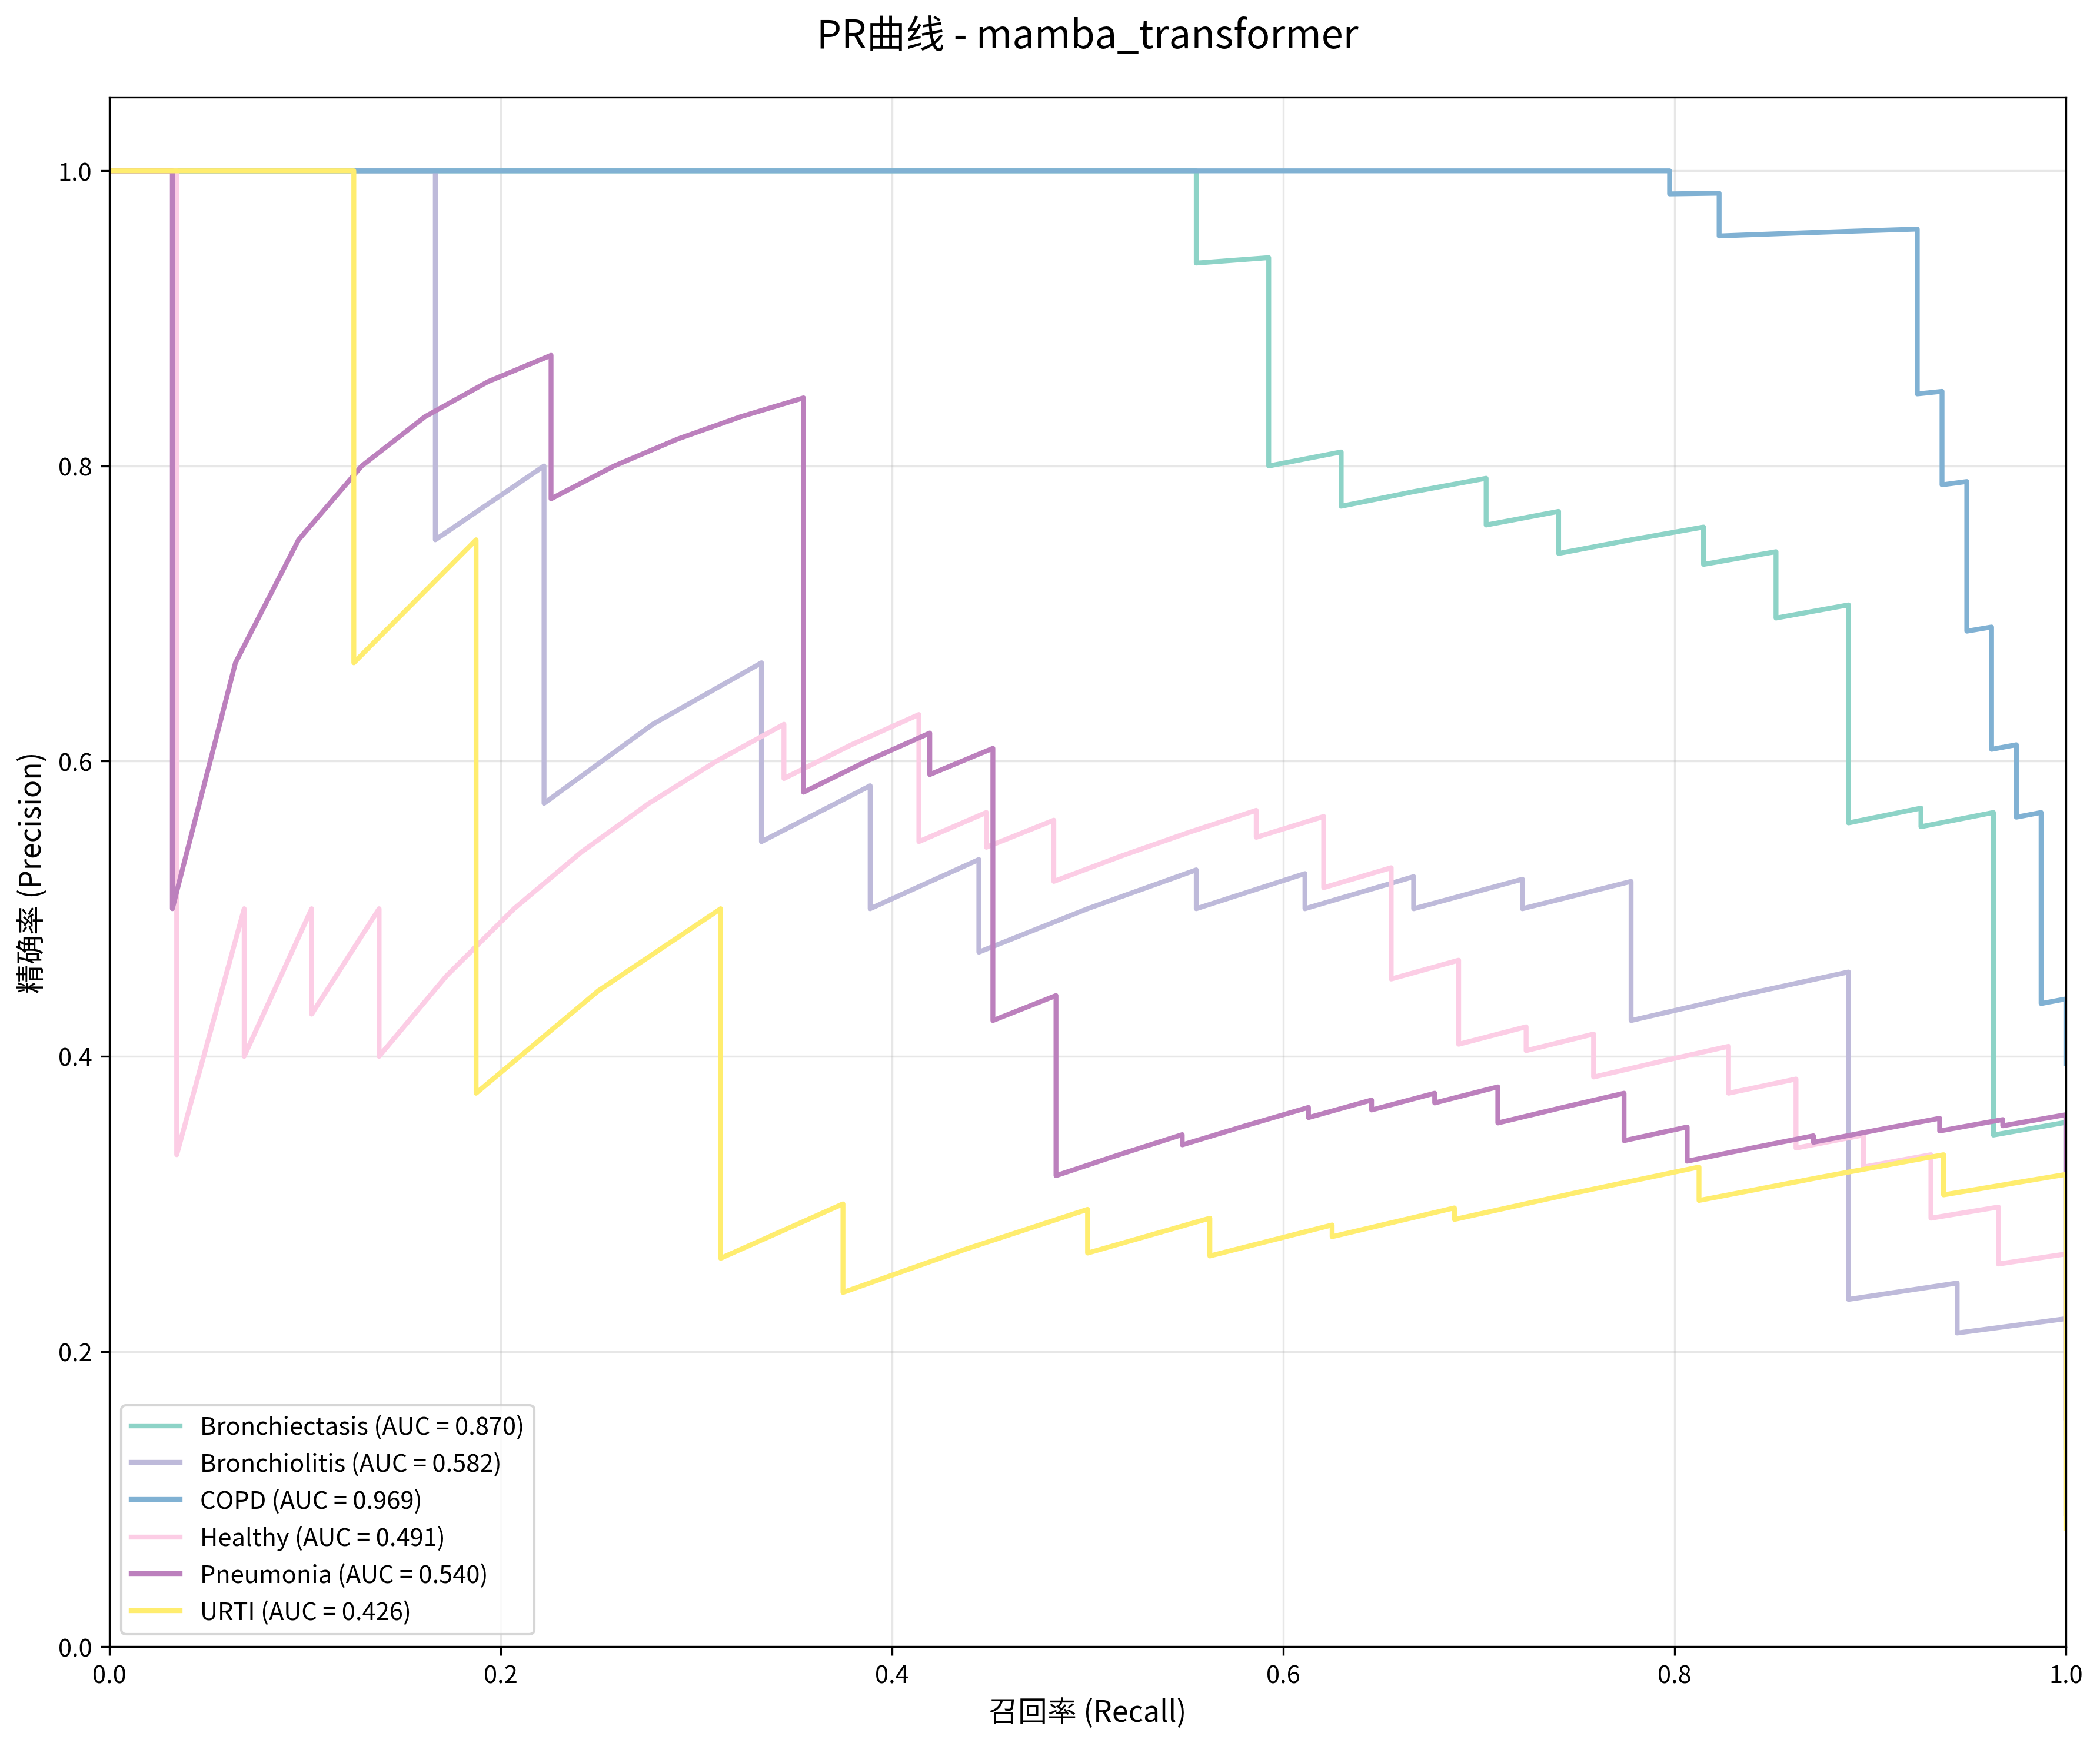 PR曲线 - mamba_transformer
精确率 (Precision)
1.0
0.8
0.6
0.4
0.2
0.0
0.0 0.2 0.4 0.6 0.8 1.0
召回率 (Recall)
Bronchiectasis (AUC = 0.870)
Bronchiolitis (AUC = 0.582)
COPD (AUC = 0.969)
Healthy (AUC = 0.491)
Pneumonia (AUC = 0.540)
URTI (AUC = 0.426)